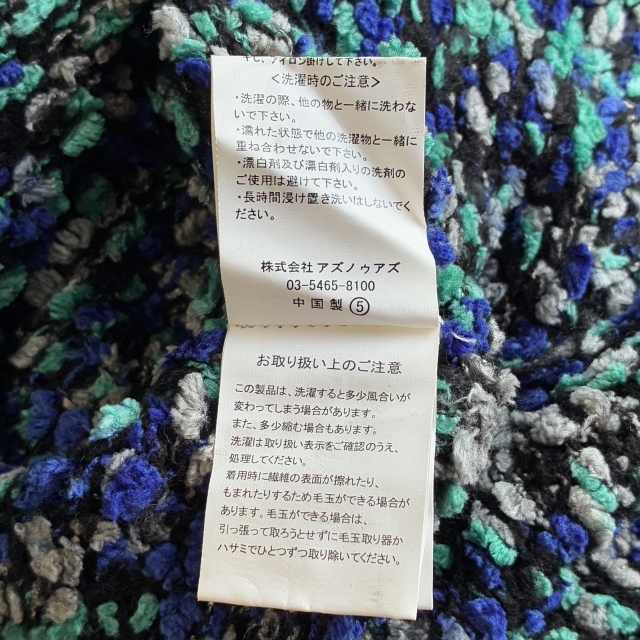 アイロン掛けして下さい。
<洗濯時のご注意>
・洗濯の際、他の物と一緒に洗わな
いで下さい。
・濡れた状態で他の洗濯物と一緒に
重ね合わせないで下さい。
・漂白剤及び漂白剤入りの洗剤の
ご使用は避けて下さい。
・長時間浸け置き洗いはしないでく
ださい。
株式会社 アズノゥアズ
03-5465-8100
中国製 ⑤
お取り扱い上のご注意
この製品は、洗濯すると多少風合いが
変わってしまう場合があります。
また、多少縮む場合もあります。
洗濯は取り扱い表示をご確認のうえ、
処理してください。
着用時に繊維の表面が擦れたり、
もまれたりするため毛玉ができる場合が
あります。毛玉ができる場合は、
引っ張って取ろうとせずに毛玉取り器か
ハサミでひとつずつ取り除いてください。